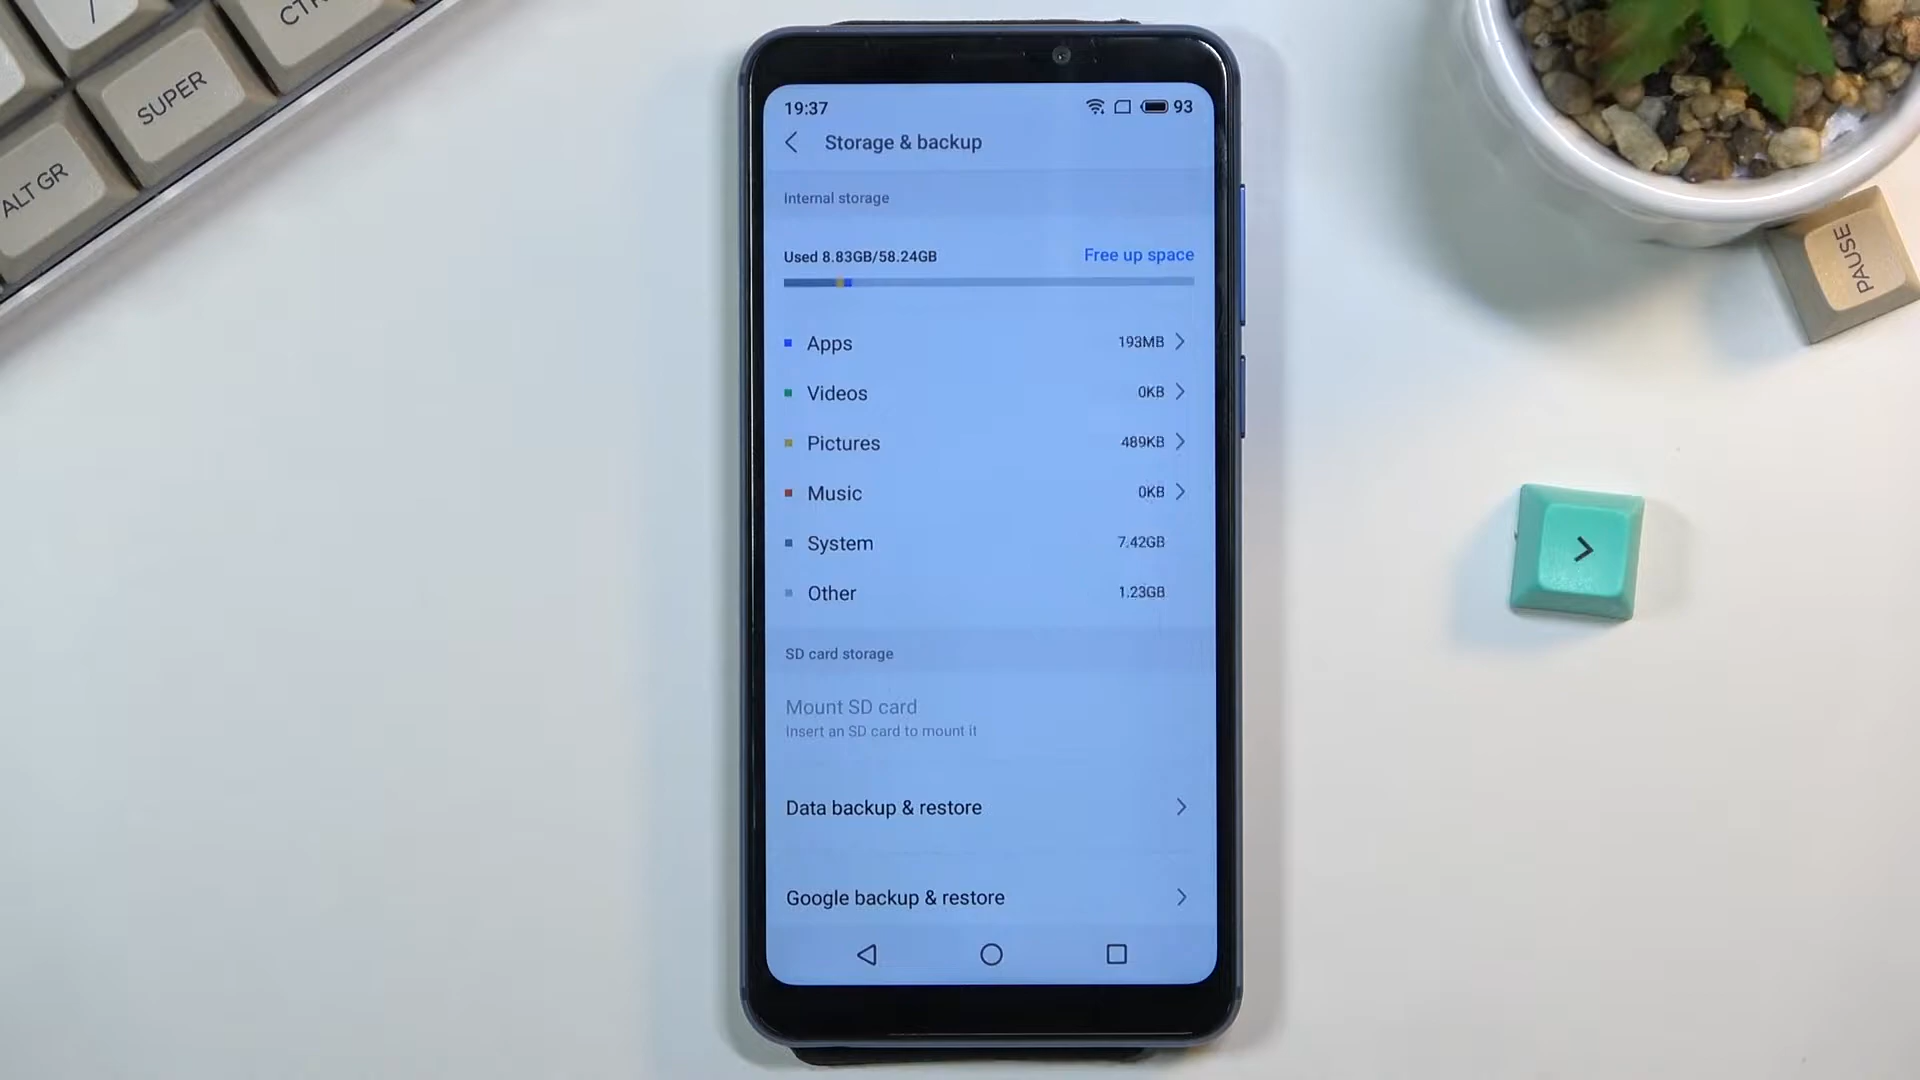 /
CTR
SUPER
ALT GR
19:37
93
Storage & backup
Internal storage
Used 8.83GB/58.24GB
Free up space
Apps
193MB
Videos
0KB
Pictures
489KB
Music
0KB
System
7.42GB
Other
1.23GB
SD card storage
Mount SD card
Insert an SD card to mount it
Data backup & restore
Google backup & restore
PAUSE
>